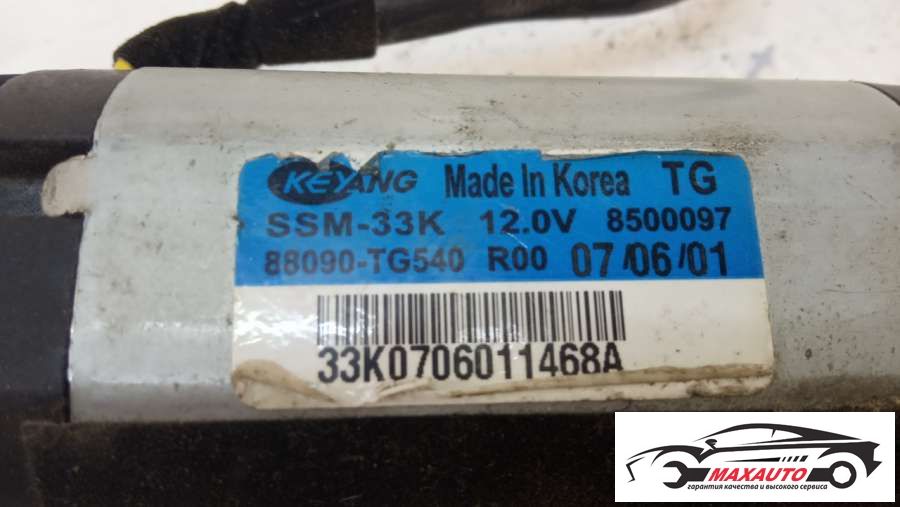 KEYANG Made In Korea TG
SSM-33K 12.0V 8500097
88090-TG540 R00 07/06/01
33K0706011468A
MAXAUTO
гарантия качества и высокого сервиса